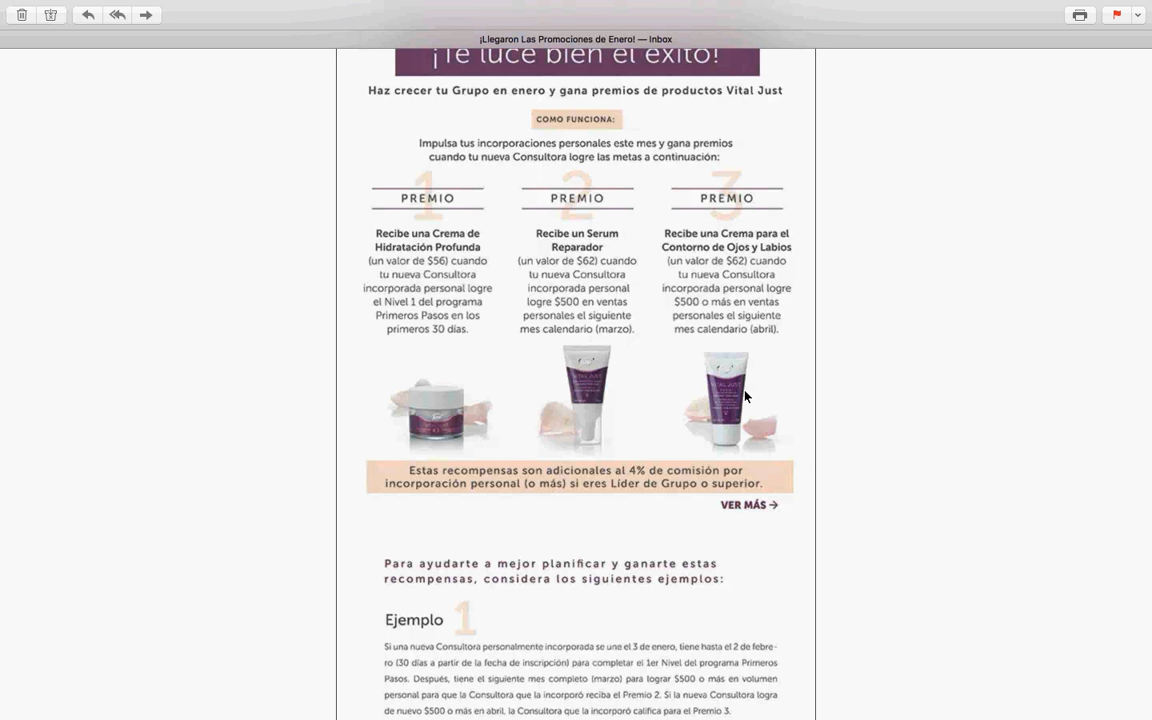 ¡Llegaron Las Promociones de Enero! — Inbox
¡Te luce bien el éxito!
Haz crecer tu Grupo en enero y gana premios de productos Vital Just
COMO FUNCIONA:
Impulsa tus incorporaciones personales este mes y gana premios
cuando tu nueva Consultora logre las metas a continuación:
1
PREMIO
Recibe una Crema de
Hidratación Profunda
(un valor de $56) cuando
tu nueva Consultora
incorporada personal logre
el Nivel 1 del programa
Primeros Pasos en los
primeros 30 días.
2
PREMIO
Recibe un Serum
Reparador
(un valor de $62) cuando
tu nueva Consultora
incorporada personal
logre $500 en ventas
personales el siguiente
mes calendario (marzo).
3
PREMIO
Recibe una Crema para el
Contorno de Ojos y Labios
(un valor de $62) cuando
tu nueva Consultora
incorporada personal logre
$500 o más en ventas
personales el siguiente
mes calendario (abril).
VITAL JUST
VITAL JUST
Estas recompensas son adicionales al 4% de comisión por
incorporación personal (o más) si eres Líder de Grupo o superior.
VER MÁS →
Para ayudarte a mejor planificar y ganarte estas
recompensas, considera los siguientes ejemplos:
Ejemplo 1
Si una nueva Consultora personalmente incorporada se une el 3 de enero, tiene hasta el 2 de febre-
ro (30 días a partir de la fecha de inscripción) para completar el 1er Nivel del programa Primeros
Pasos. Después, tiene el siguiente mes completo (marzo) para lograr $500 o más en volumen
personal para que la Consultora que la incorporó reciba el Premio 2. Si la nueva Consultora logra
de nuevo $500 o más en abril, la Consultora que la incorporó califica para el Premio 3.